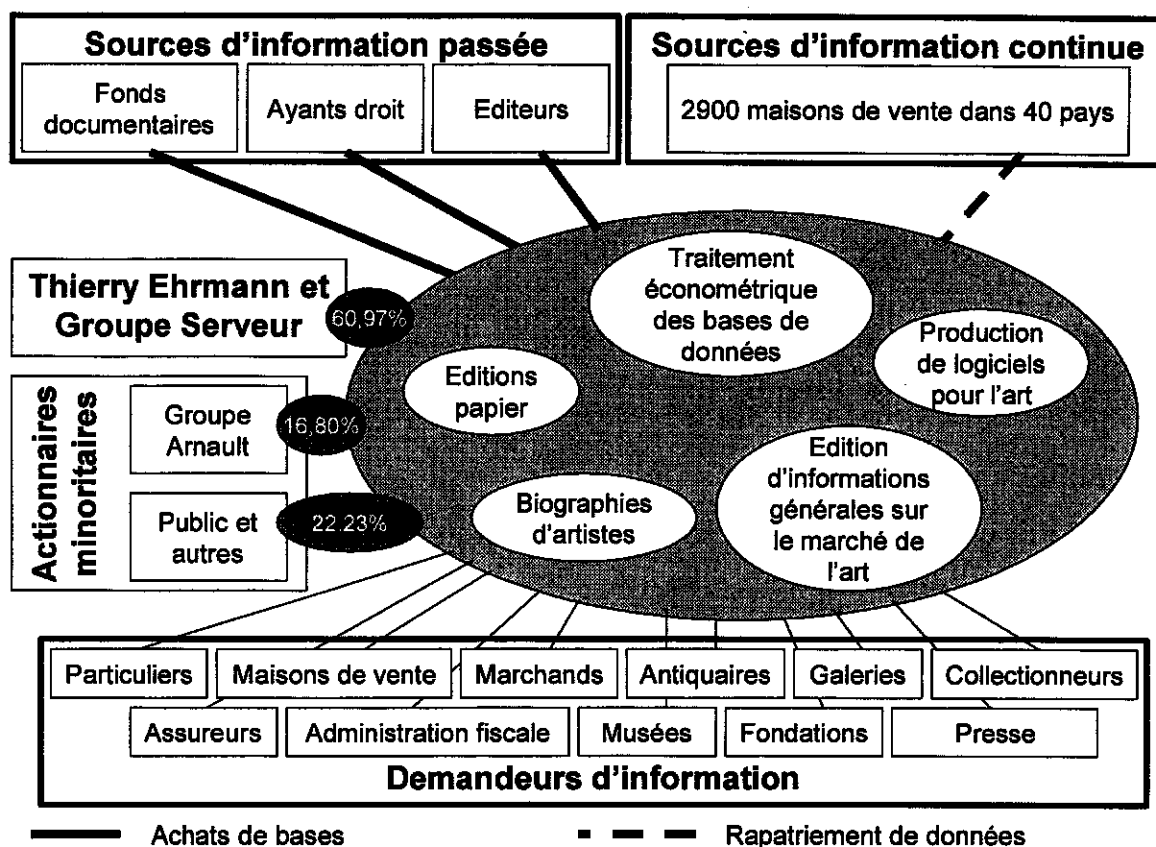 Sources d'information passée
Fonds
documentaires
Ayants droit
Editeurs
Sources d'information continue
2900 maisons de vente dans 40 pays
Thierry Ehrmann et
Groupe Serveur
60,97%
Actionnaires
minoritaires
Groupe
Arnault
16,80%
Public et
autres
22.23%
Traitement
économétrique
des bases de
données
Production
de logiciels
pour l'art
Editions
papier
Biographies
d'artistes
Edition
d'informations
générales sur
le marché de
l'art
Particuliers
Maisons de vente
Marchands
Antiquaires
Galeries
Collectionneurs
Assureurs
Administration fiscale
Musées
Fondations
Presse
Demandeurs d'information
Achats de bases
Rapatriement de données